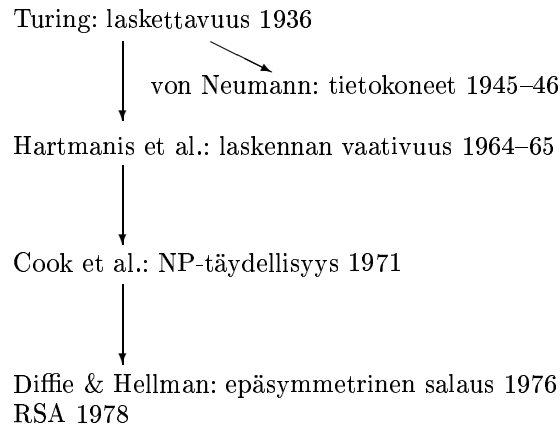 Turing: laskettavuus 1936
von Neumann: tietokoneet 1945–46
Hartmanis et al.: laskennan vaativuus 1964–65
Cook et al.: NP-täydellisyys 1971
Diffie & Hellman: epäsymmetrinen salaus 1976
RSA 1978